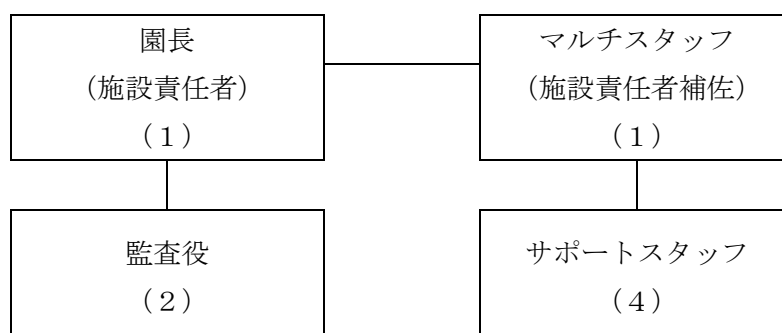 園長
（施設責任者）
（１）
マルチスタッフ
（施設責任者補佐）
（１）
監査役
（２）
サポートスタッフ
（４）